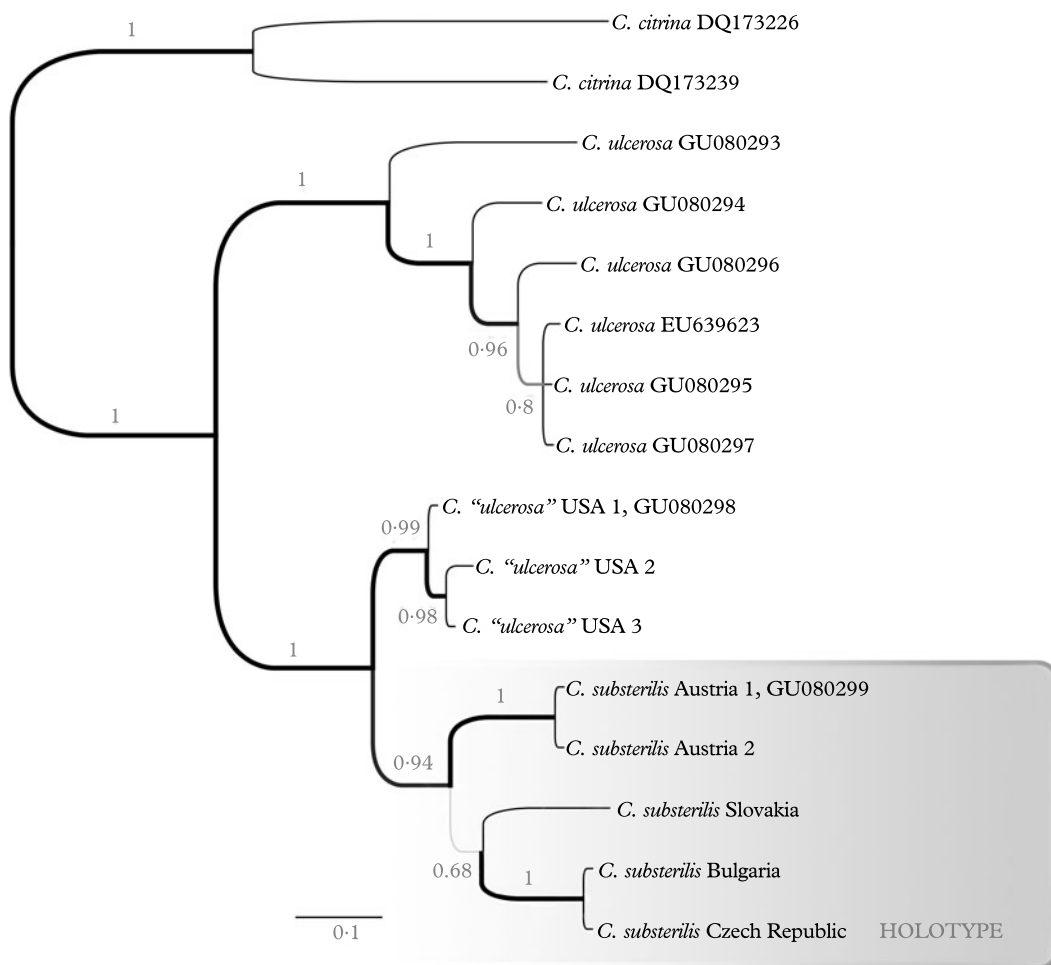 C. citrina DQ173226
1
C. citrina DQ173239
C. ulcerosa GU080293
1
C. ulcerosa GU080294
1
C. ulcerosa GU080296
C. ulcerosa EU639623
0·96
C. ulcerosa GU080295
0·8
1
C. ulcerosa GU080297
C. “ulcerosa” USA 1, GU080298
0·99
C. “ulcerosa” USA 2
0·98
C. “ulcerosa” USA 3
1
C. substerilis Austria 1, GU080299
1
C. substerilis Austria 2
0·94
C. substerilis Slovakia
0.68
C. substerilis Bulgaria
1
C. substerilis Czech Republic HOLOTYPE
0·1